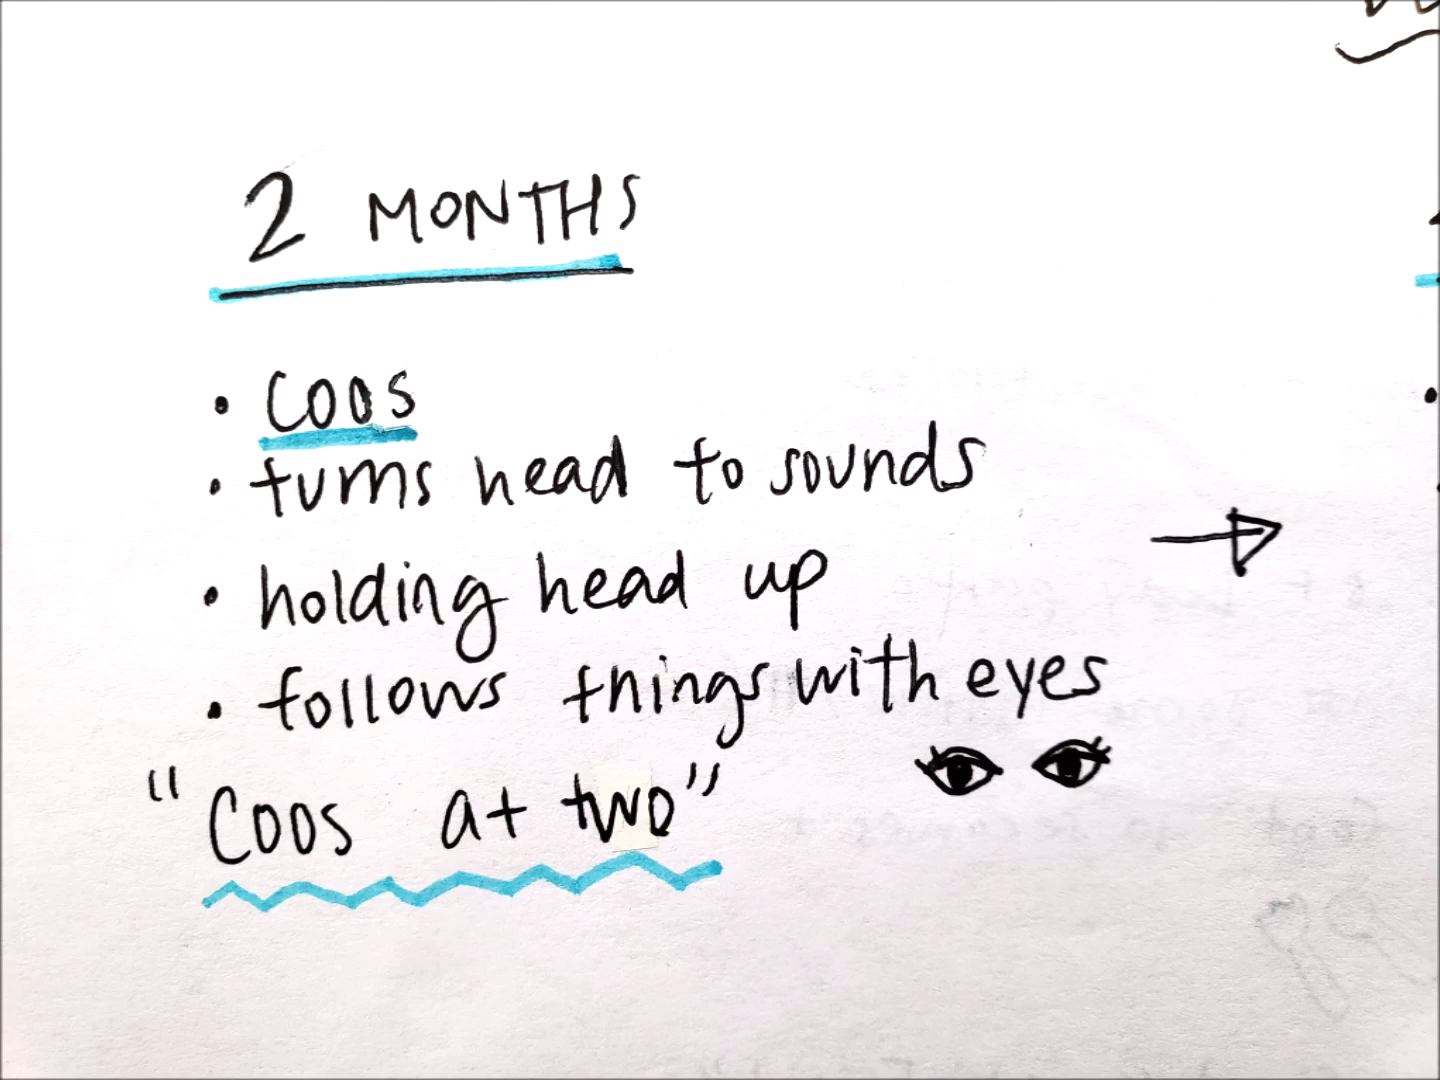 2 MONTHS
• coos
• turns head to sounds
• holding head up
• follows things with eyes
"Coos at two"